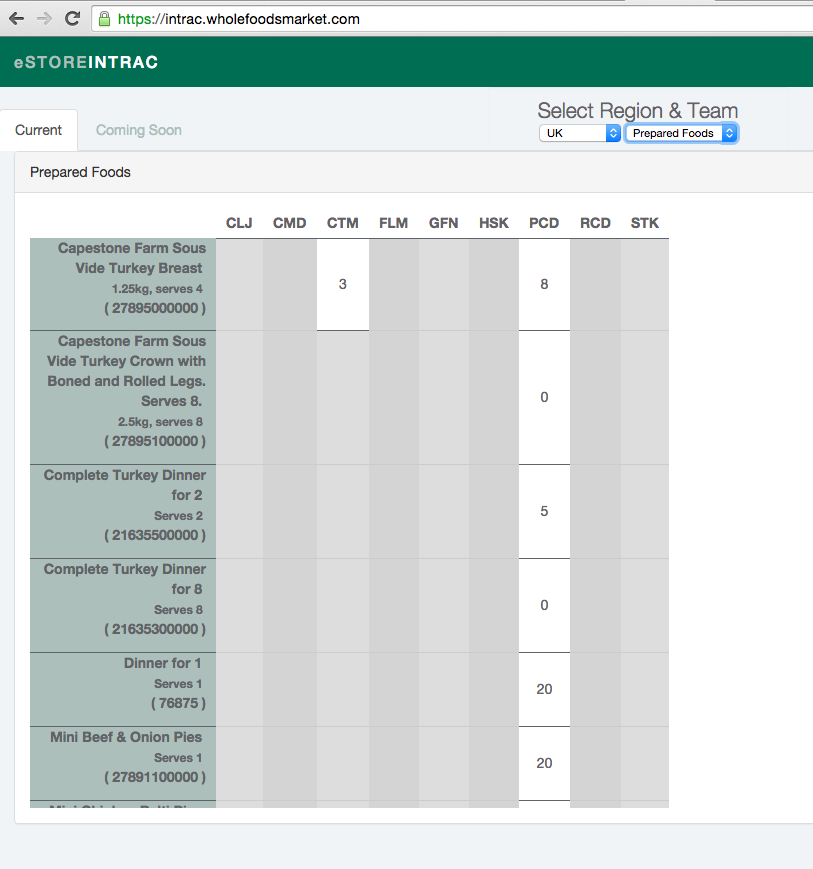 https://intrac.wholefoodsmarket.com
eSTOREINTRAC
Select Region & Team
Current Coming Soon UK Prepared Foods
Prepared Foods
CLJ CMD CTM FLM GFN HSK PCD RCD STK
Capestone Farm Sous
Vide Turkey Breast
1.25kg, serves 4
( 27895000000 )
3 8
Capestone Farm Sous
Vide Turkey Crown with
Boned and Rolled Legs.
Serves 8.
2.5kg, serves 8
( 27895100000 )
0
Complete Turkey Dinner
for 2
Serves 2
( 21635500000 )
5
Complete Turkey Dinner
for 8
Serves 8
( 21635300000 )
0
Dinner for 1
Serves 1
( 76875 )
20
Mini Beef & Onion Pies
Serves 1
( 27891100000 )
20